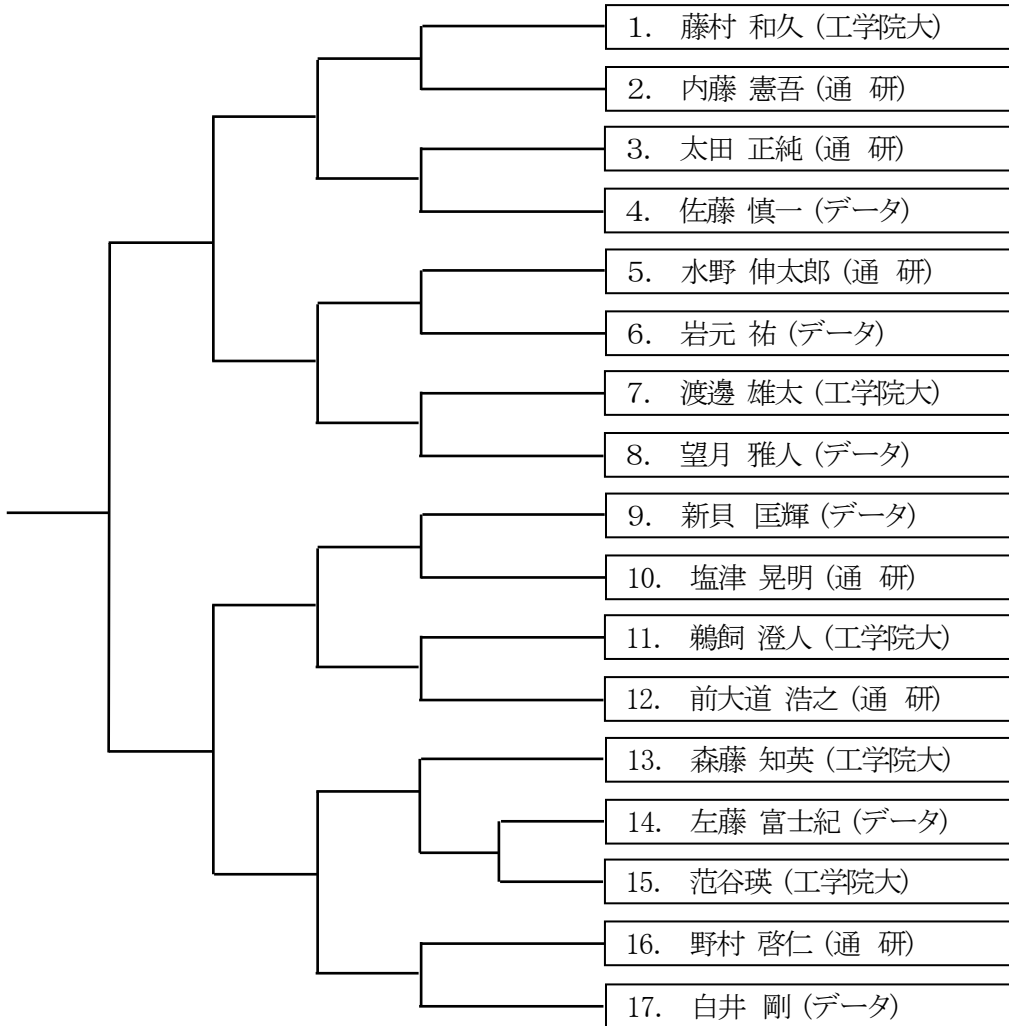 1. 藤村 和久 (工学院大)
2. 内藤 憲吾 (通 研)
3. 太田 正純 (通 研)
4. 佐藤 慎一 (データ)
5. 水野 伸太郎 (通 研)
6. 岩元 祐 (データ)
7. 渡邊 雄太 (工学院大)
8. 望月 雅人 (データ)
9. 新貝 匡輝 (データ)
10. 塩津 晃明 (通 研)
11. 鵜飼 澄人 (工学院大)
12. 前大道 浩之 (通 研)
13. 森藤 知英 (工学院大)
14. 左藤 富士紀 (データ)
15. 范谷瑛 (工学院大)
16. 野村 啓仁 (通 研)
17. 白井 剛 (データ)